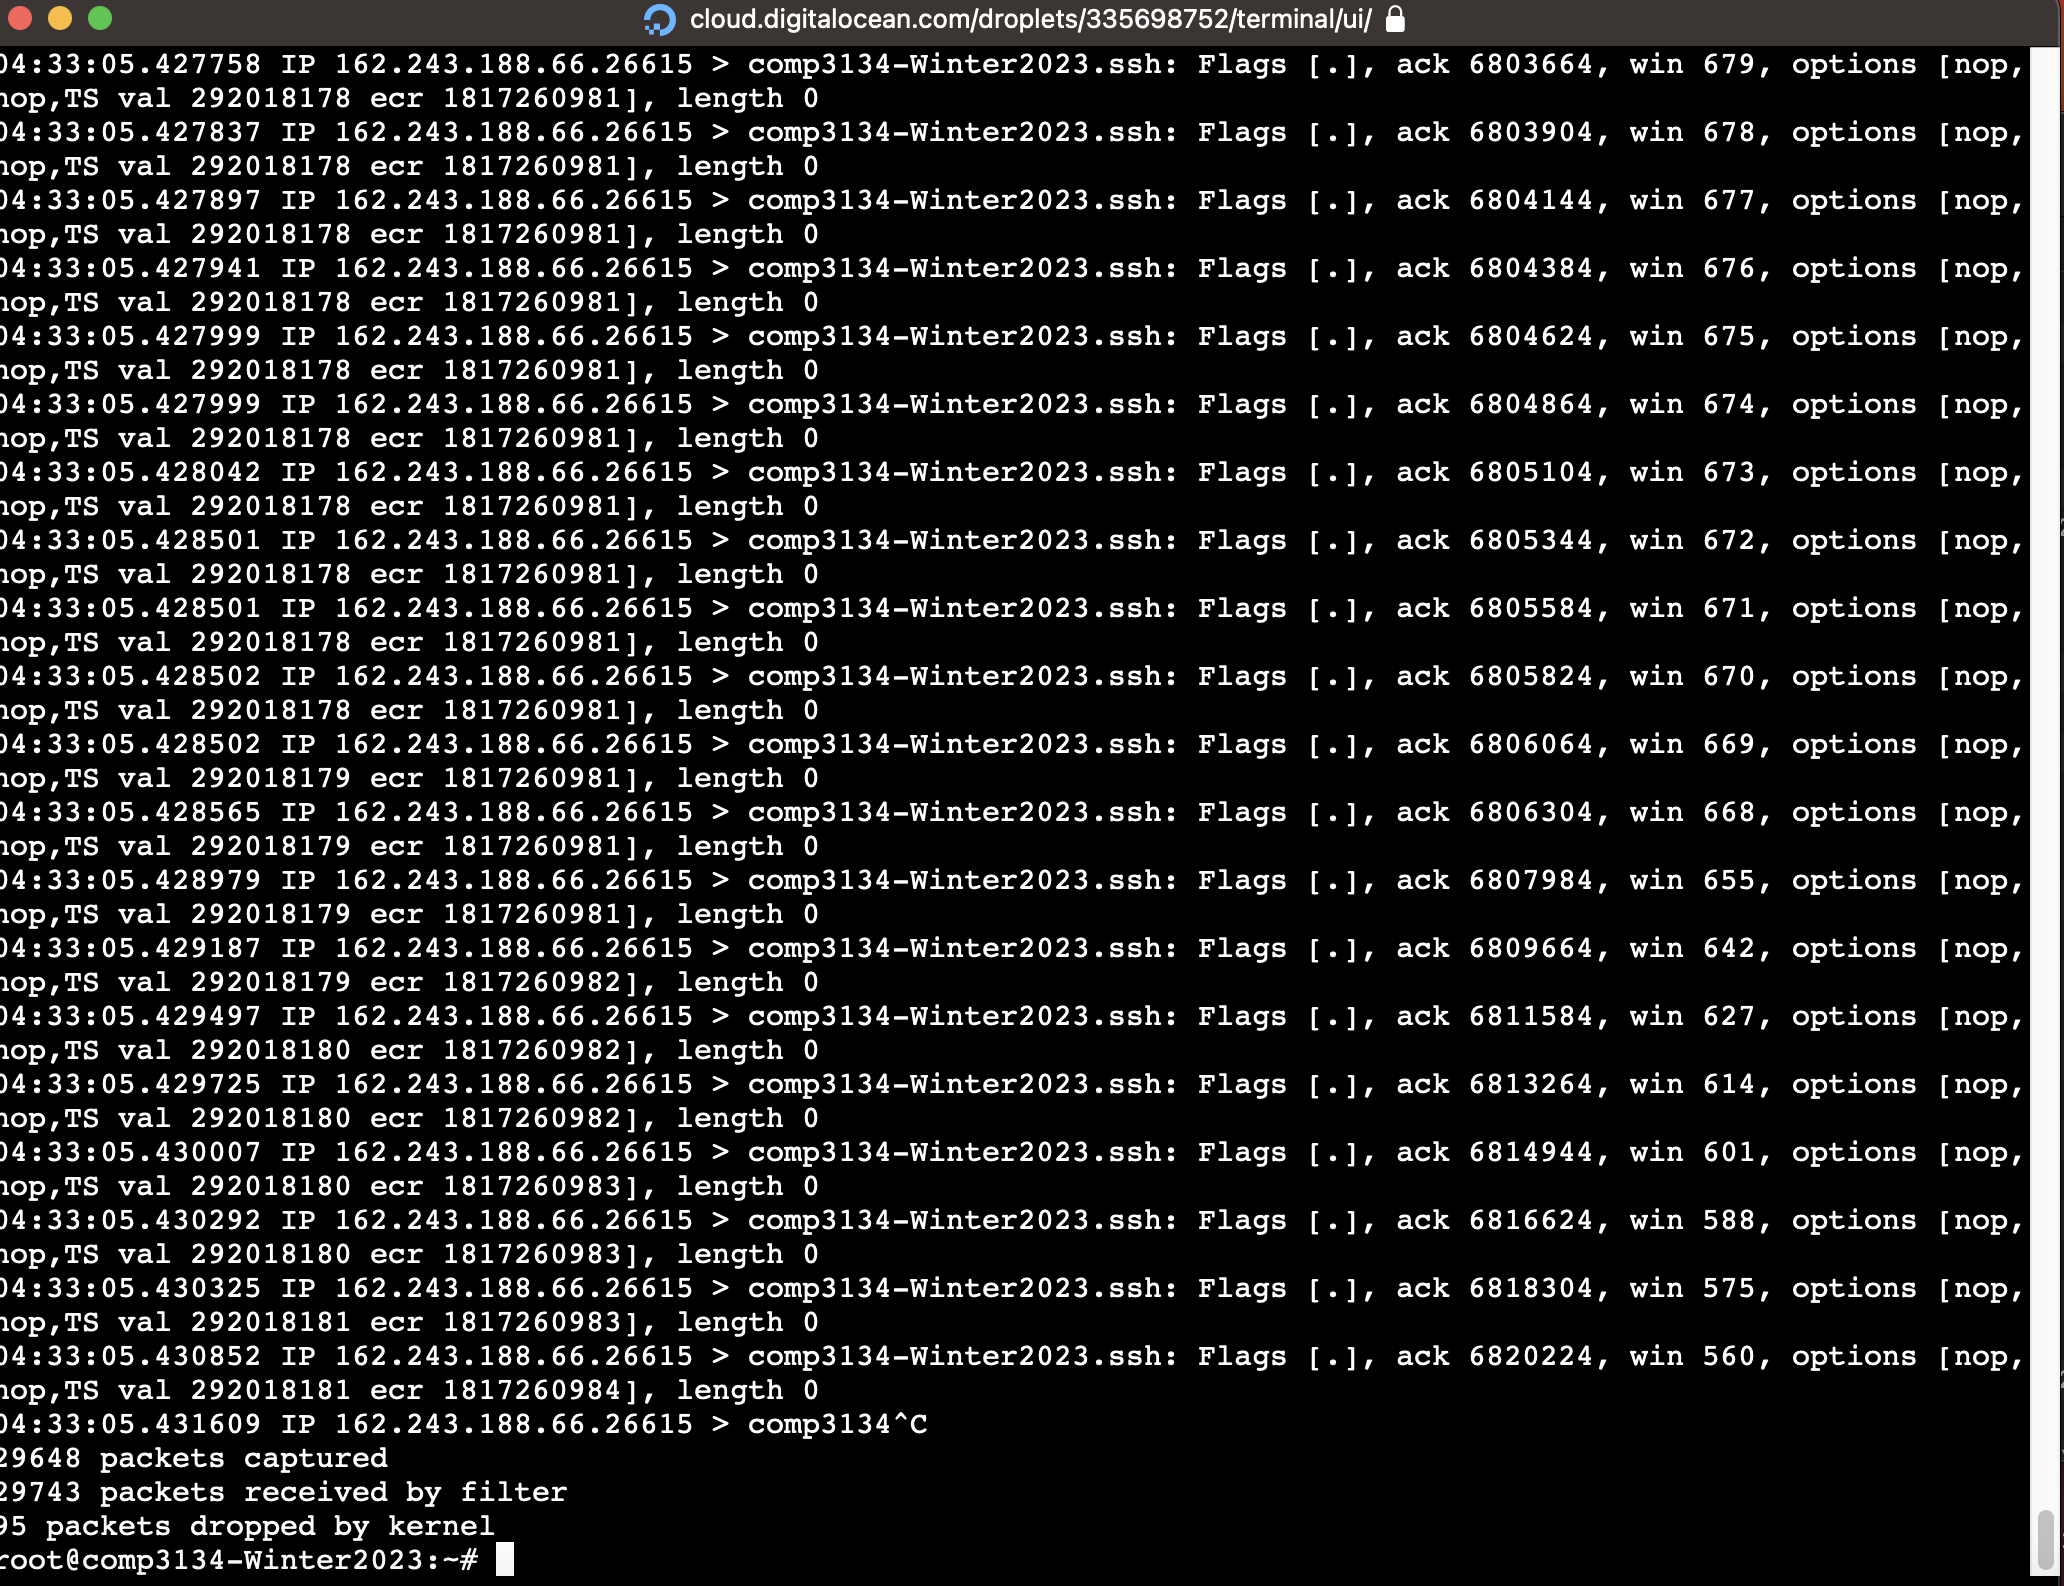 cloud.digitalocean.com/droplets/335698752/terminal/ui/
04:33:05.427758 IP 162.243.188.66.26615 > comp3134-Winter2023.ssh: Flags [.], ack 6803664, win 679, options [nop,
nop,TS val 292018178 ecr 1817260981], length 0
04:33:05.427837 IP 162.243.188.66.26615 > comp3134-Winter2023.ssh: Flags [.], ack 6803904, win 678, options [nop,
nop,TS val 292018178 ecr 1817260981], length 0
04:33:05.427897 IP 162.243.188.66.26615 > comp3134-Winter2023.ssh: Flags [.], ack 6804144, win 677, options [nop,
nop,TS val 292018178 ecr 1817260981], length 0
04:33:05.427941 IP 162.243.188.66.26615 > comp3134-Winter2023.ssh: Flags [.], ack 6804384, win 676, options [nop,
nop,TS val 292018178 ecr 1817260981], length 0
04:33:05.427999 IP 162.243.188.66.26615 > comp3134-Winter2023.ssh: Flags [.], ack 6804624, win 675, options [nop,
nop,TS val 292018178 ecr 1817260981], length 0
04:33:05.427999 IP 162.243.188.66.26615 > comp3134-Winter2023.ssh: Flags [.], ack 6804864, win 674, options [nop,
nop,TS val 292018178 ecr 1817260981], length 0
04:33:05.428042 IP 162.243.188.66.26615 > comp3134-Winter2023.ssh: Flags [.], ack 6805104, win 673, options [nop,
nop,TS val 292018178 ecr 1817260981], length 0
04:33:05.428501 IP 162.243.188.66.26615 > comp3134-Winter2023.ssh: Flags [.], ack 6805344, win 672, options [nop,
nop,TS val 292018178 ecr 1817260981], length 0
04:33:05.428501 IP 162.243.188.66.26615 > comp3134-Winter2023.ssh: Flags [.], ack 6805584, win 671, options [nop,
nop,TS val 292018178 ecr 1817260981], length 0
04:33:05.428502 IP 162.243.188.66.26615 > comp3134-Winter2023.ssh: Flags [.], ack 6805824, win 670, options [nop,
nop,TS val 292018178 ecr 1817260981], length 0
04:33:05.428502 IP 162.243.188.66.26615 > comp3134-Winter2023.ssh: Flags [.], ack 6806064, win 669, options [nop,
nop,TS val 292018179 ecr 1817260981], length 0
04:33:05.428565 IP 162.243.188.66.26615 > comp3134-Winter2023.ssh: Flags [.], ack 6806304, win 668, options [nop,
nop,TS val 292018179 ecr 1817260981], length 0
04:33:05.428979 IP 162.243.188.66.26615 > comp3134-Winter2023.ssh: Flags [.], ack 6807984, win 655, options [nop,
nop,TS val 292018179 ecr 1817260981], length 0
04:33:05.429187 IP 162.243.188.66.26615 > comp3134-Winter2023.ssh: Flags [.], ack 6809664, win 642, options [nop,
nop,TS val 292018179 ecr 1817260982], length 0
04:33:05.429497 IP 162.243.188.66.26615 > comp3134-Winter2023.ssh: Flags [.], ack 6811584, win 627, options [nop,
nop,TS val 292018180 ecr 1817260982], length 0
04:33:05.429725 IP 162.243.188.66.26615 > comp3134-Winter2023.ssh: Flags [.], ack 6813264, win 614, options [nop,
nop,TS val 292018180 ecr 1817260982], length 0
04:33:05.430007 IP 162.243.188.66.26615 > comp3134-Winter2023.ssh: Flags [.], ack 6814944, win 601, options [nop,
nop,TS val 292018180 ecr 1817260983], length 0
04:33:05.430292 IP 162.243.188.66.26615 > comp3134-Winter2023.ssh: Flags [.], ack 6816624, win 588, options [nop,
nop,TS val 292018180 ecr 1817260983], length 0
04:33:05.430325 IP 162.243.188.66.26615 > comp3134-Winter2023.ssh: Flags [.], ack 6818304, win 575, options [nop,
nop,TS val 292018181 ecr 1817260983], length 0
04:33:05.430852 IP 162.243.188.66.26615 > comp3134-Winter2023.ssh: Flags [.], ack 6820224, win 560, options [nop,
nop,TS val 292018181 ecr 1817260984], length 0
04:33:05.431609 IP 162.243.188.66.26615 > comp3134^C
29648 packets captured
29743 packets received by filter
95 packets dropped by kernel
root@comp3134-Winter2023:~#